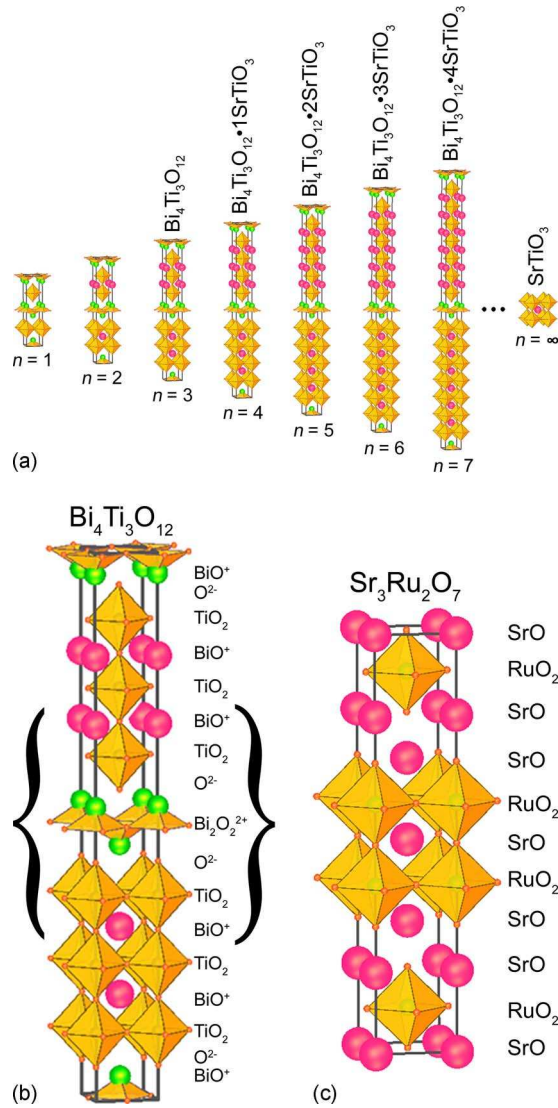 Bi₄Ti₃O₁₂
Bi₄Ti₃O₁₂•1SrTiO₃
Bi₄Ti₃O₁₂•2SrTiO₃
Bi₄Ti₃O₁₂•3SrTiO₃
Bi₄Ti₃O₁₂•4SrTiO₃
SrTiO₃
n = 1
n = 2
n = 3
n = 4
n = 5
n = 6
n = 7
n = ∞
(a)
Bi₄Ti₃O₁₂
BiO⁺
O²⁻
TiO₂
BiO⁺
TiO₂
BiO⁺
TiO₂
O²⁻
Bi₂O₂²⁺
O²⁻
TiO₂
BiO⁺
TiO₂
BiO⁺
TiO₂
O²⁻
BiO⁺
(b)
Sr₃Ru₂O₇
SrO
RuO₂
SrO
SrO
RuO₂
SrO
RuO₂
SrO
SrO
RuO₂
SrO
(c)